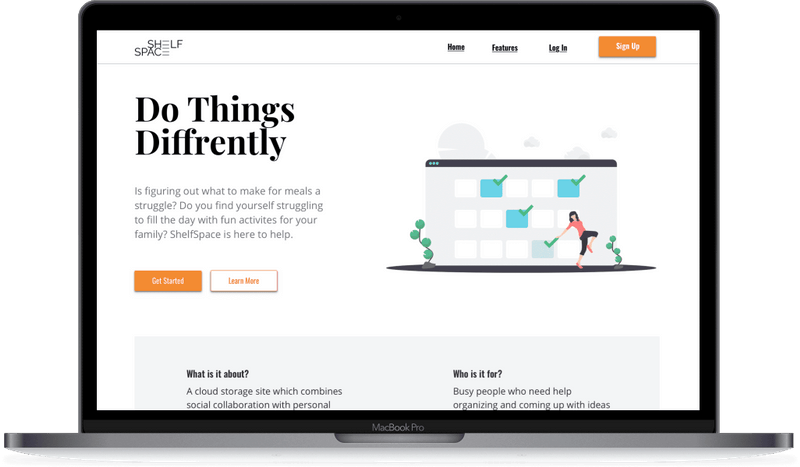 SHELF
SPACE
Home
Features
Log In
Sign Up
Do Things
Diffrently
Is figuring out what to make for meals a
struggle? Do you find yourself struggling
to fill the day with fun activites for your
family? ShelfSpace is here to help.
Get Started
Learn More
What is it about?
A cloud storage site which combines
social collaboration with personal
Who is it for?
Busy people who need help
organizing and coming up with ideas
MacBook Pro